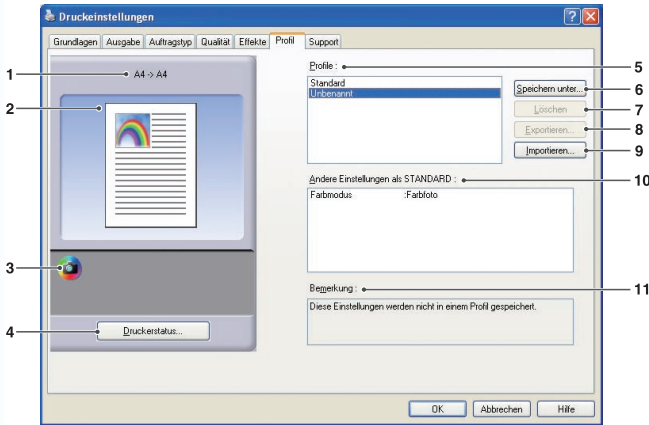 Druckeinstellungen
Grundlagen Ausgabe Auftragstyp Qualität Effekte Profil Support
1
A4 -> A4
2
3
4
Druckerstatus...
Profile :
5
Standard
Unbenannt
Speichern unter...
6
Löschen
7
Exportieren...
8
Importieren...
9
Andere Einstellungen als STANDARD :
10
Farbmodus :Farbfoto
Bemerkung :
11
Diese Einstellungen werden nicht in einem Profil gespeichert.
OK Abbrechen Hilfe